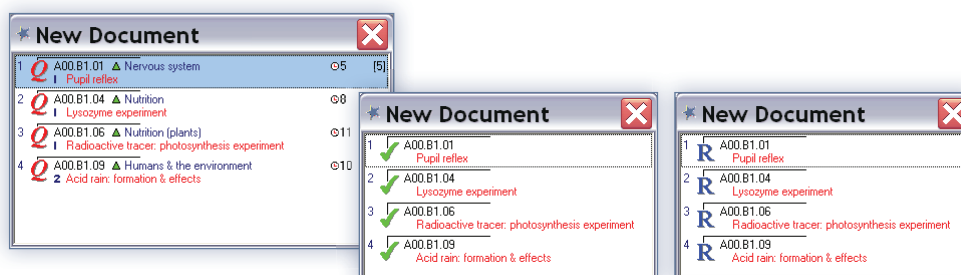 New Document
1 Q A00.B1.01 Nervous system 5 [5]
1 Pupil reflex
2 Q A00.B1.04 Nutrition 8
1 Lysozyme experiment
3 Q A00.B1.06 Nutrition (plants) 11
1 Radioactive tracer: photosynthesis experiment
4 Q A00.B1.09 Humans & the environment 10
2 Acid rain: formation & effects
New Document
1 A00.B1.01
Pupil reflex
2 A00.B1.04
Lysozyme experiment
3 A00.B1.06
Radioactive tracer: photosynthesis experiment
4 A00.B1.09
Acid rain: formation & effects
New Document
1 R A00.B1.01
Pupil reflex
2 R A00.B1.04
Lysozyme experiment
3 R A00.B1.06
Radioactive tracer: photosynthesis experiment
4 R A00.B1.09
Acid rain: formation & effects